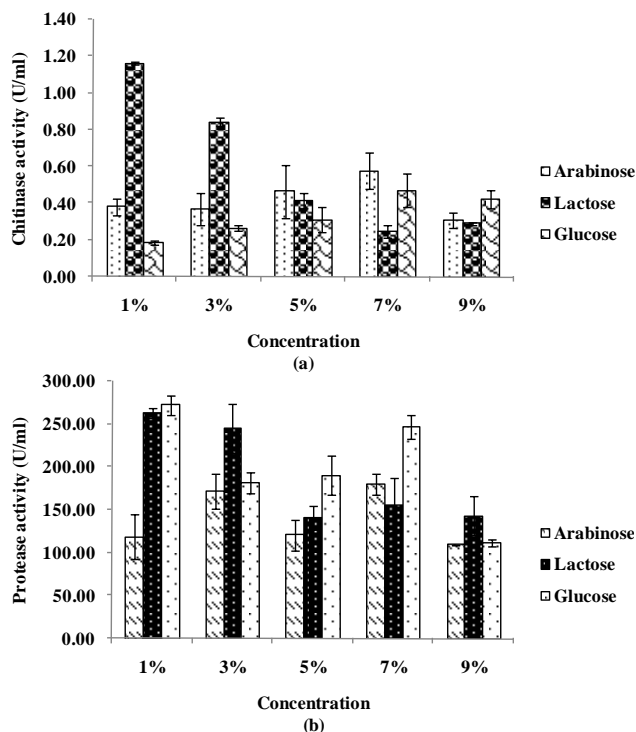 1.40
1.20
1.00
0.80
0.60
0.40
0.20
0.00
Chitinase activity (U/ml)
1% 3% 5% 7% 9%
Concentration
(a)
Arabinose
Lactose
Glucose
300.00
250.00
200.00
150.00
100.00
50.00
0.00
Protease activity (U/ml)
1% 3% 5% 7% 9%
Concentration
(b)
Arabinose
Lactose
Glucose